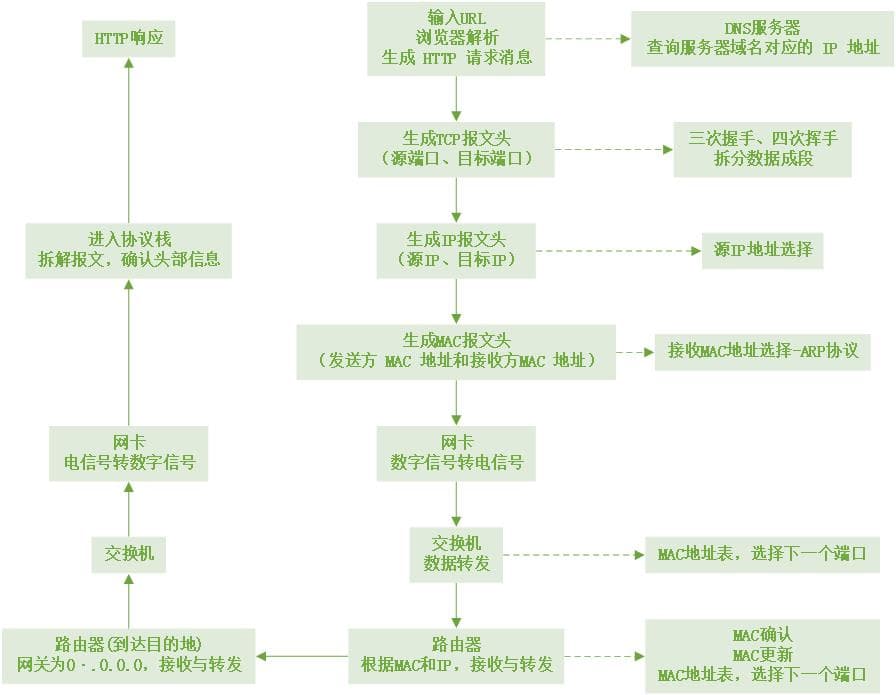 HTTP响应
输入URL
浏览器解析
生成 HTTP 请求消息
DNS服务器
查询服务器域名对应的 IP 地址
生成TCP报文头
（源端口、目标端口）
三次握手、四次挥手
拆分数据成段
进入协议栈
拆解报文，确认头部信息
生成IP报文头
（源IP、目标IP）
源IP地址选择
生成MAC报文头
（发送方 MAC 地址和接收方MAC 地址）
接收MAC地址选择-ARP协议
网卡
电信号转数字信号
网卡
数字信号转电信号
交换机
交换机
数据转发
MAC地址表，选择下一个端口
路由器(到达目的地)
网关为0·.0.0.0，接收与转发
路由器
根据MAC和IP，接收与转发
MAC确认
MAC更新
MAC地址表，选择下一个端口